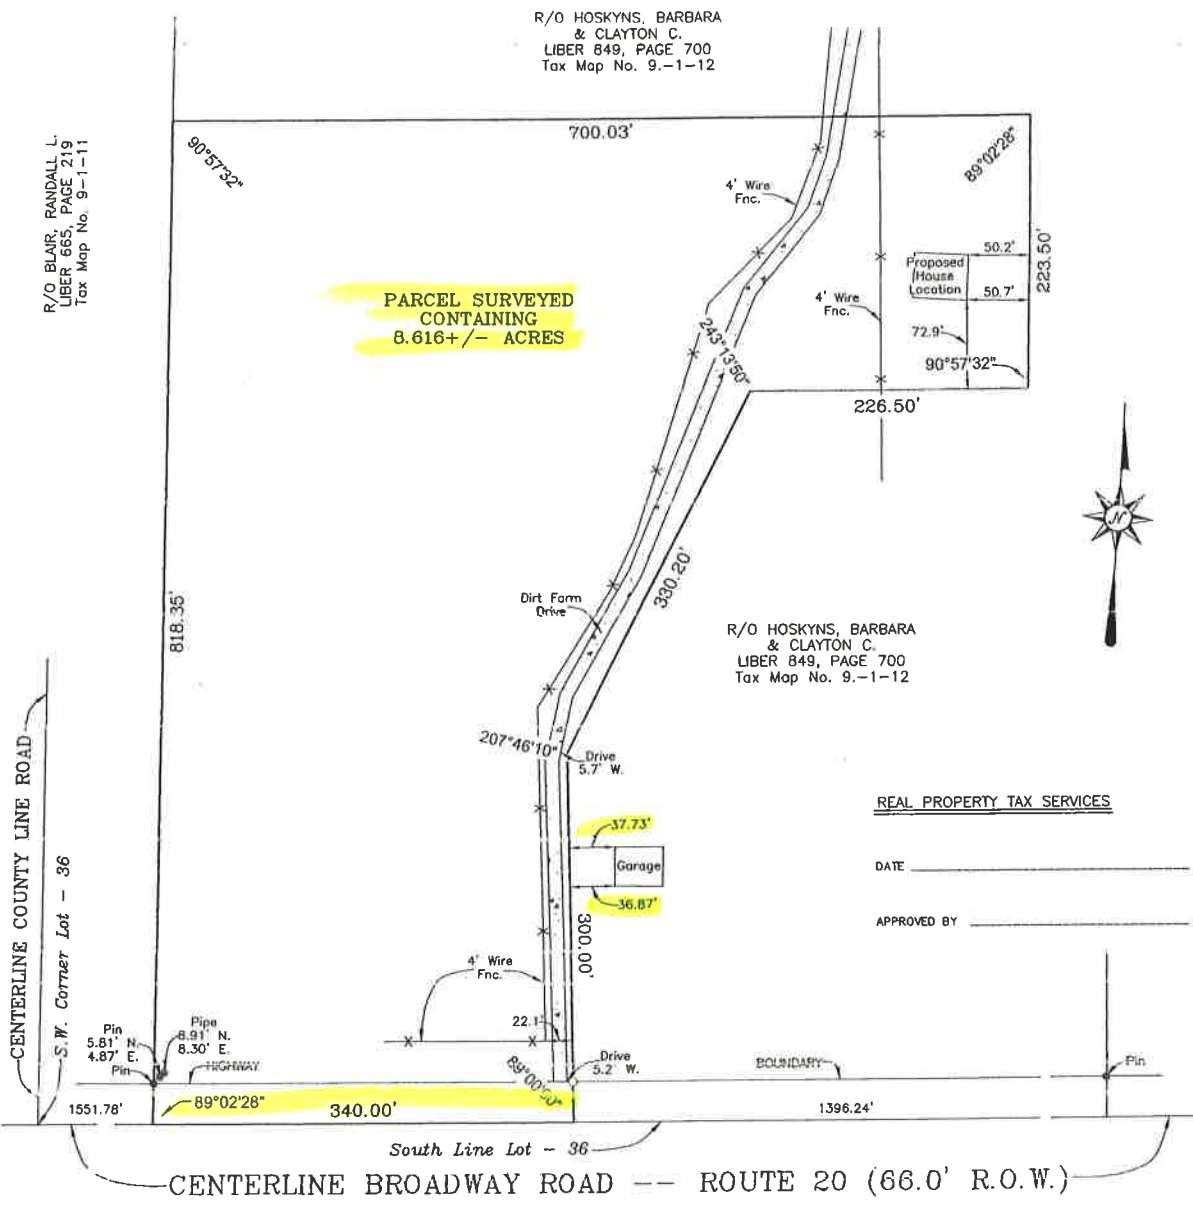 R/O HOSKYNS, BARBARA
& CLAYTON C.
LIBER 849, PAGE 700
Tax Map No. 9.-1-12
R/O BLAIR, RANDALL L.
LIBER 665, PAGE 219
Tax Map No. 9-1-11
90°57'32"
700.03'
89°02'28"
4' Wire
Fnc.
50.2'
Proposed
House
Location
50.7'
223.50'
PARCEL SURVEYED
CONTAINING
8.616+/- ACRES
4' Wire
Fnc.
72.9'
243°13'50"
90°57'32"
226.50'
N
818.35'
330.20'
Dirt Farm
Drive
R/O HOSKYNS, BARBARA
& CLAYTON C.
LIBER 849, PAGE 700
Tax Map No. 9.-1-12
207°46'10"
Drive
5.7' W.
REAL PROPERTY TAX SERVICES
37.73'
Garage
36.87'
DATE
APPROVED BY
300.00'
CENTERLINE COUNTY LINE ROAD
S.W. Corner Lot - 36
4' Wire
Fnc.
22.1'
Pin
5.81' N.
4.87' E.
Pipe
8.91' N.
8.30' E.
Pin
HIGHWAY
89°00'00"
Drive
5.2' W.
BOUNDARY
Pin
1551.78'
89°02'28"
340.00'
1396.24'
South Line Lot - 36
CENTERLINE BROADWAY ROAD -- ROUTE 20 (66.0' R.O.W.)